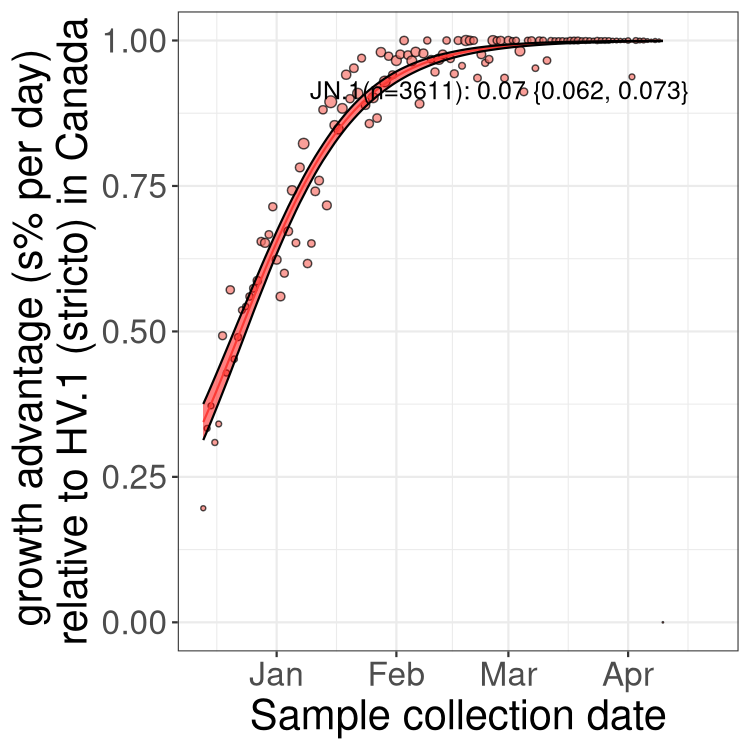 growth advantage (s% per day)
relative to HV.1 (stricto) in Canada
1.00
0.75
0.50
0.25
0.00
JN.1(n=3611): 0.07 {0.062, 0.073}
Jan Feb Mar Apr
Sample collection date